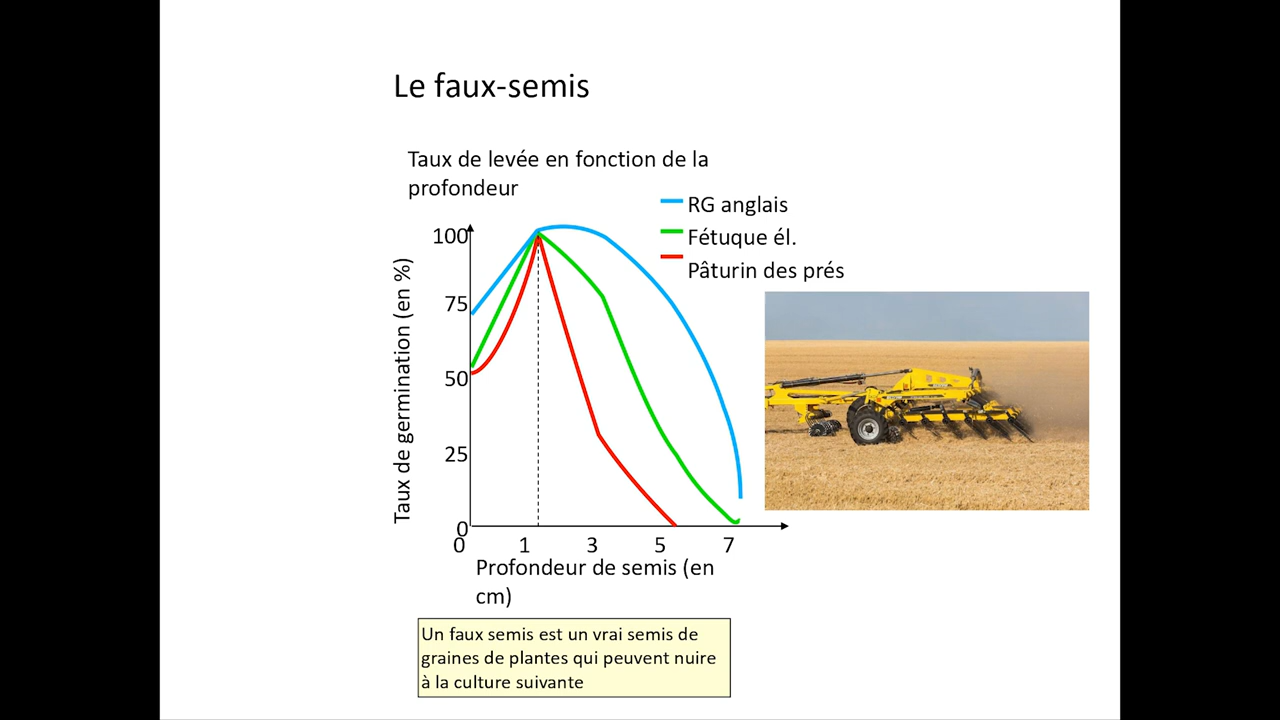 Le faux-semis
Taux de levée en fonction de la
profondeur
RG anglais
Fétuque él.
Pâturin des prés
Taux de germination (en %)
100
75
50
25
0
0 1 3 5 7
Profondeur de semis (en
cm)
Un faux semis est un vrai semis de
graines de plantes qui peuvent nuire
à la culture suivante